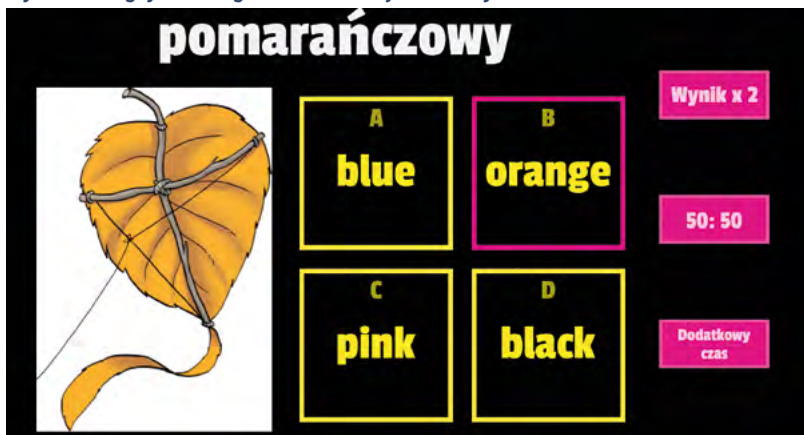 pomarańczowy
A
blue
B
orange
C
pink
D
black
Wynik x 2
50: 50
Dodatkowy
czas